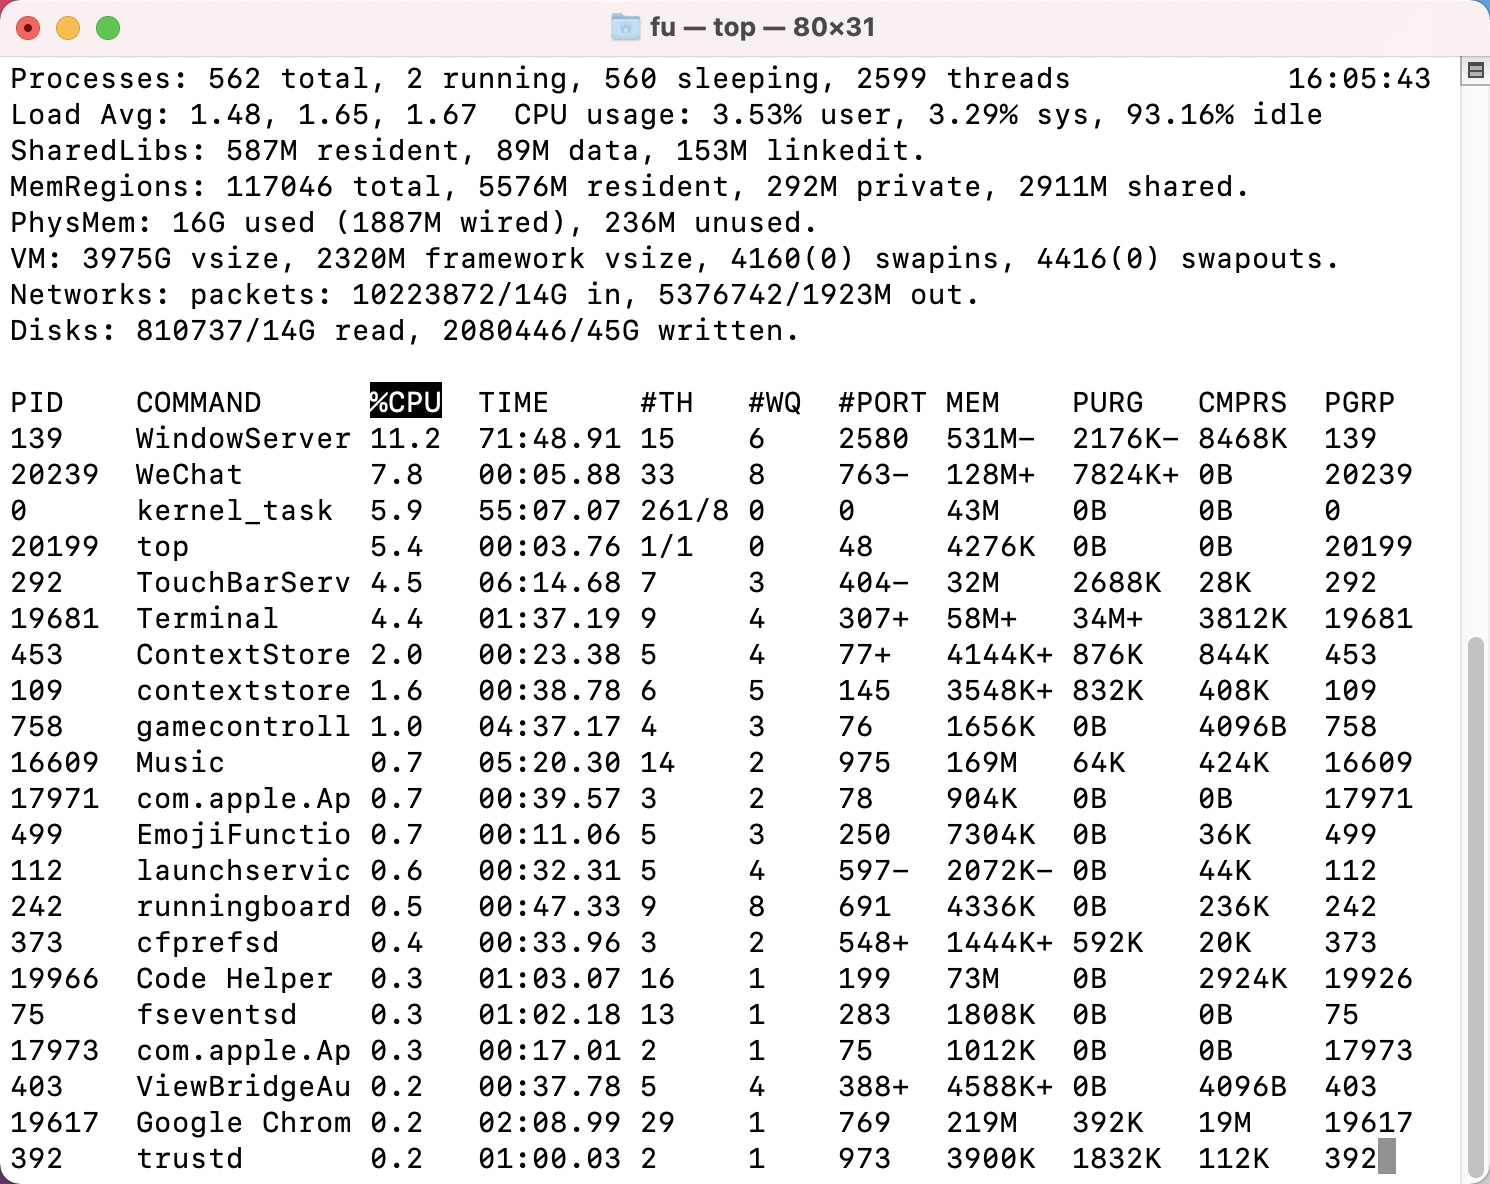 fu — top — 80×31
Processes: 562 total, 2 running, 560 sleeping, 2599 threads            16:05:43
Load Avg: 1.48, 1.65, 1.67  CPU usage: 3.53% user, 3.29% sys, 93.16% idle
SharedLibs: 587M resident, 89M data, 153M linkedit.
MemRegions: 117046 total, 5576M resident, 292M private, 2911M shared.
PhysMem: 16G used (1887M wired), 236M unused.
VM: 3975G vsize, 2320M framework vsize, 4160(0) swapins, 4416(0) swapouts.
Networks: packets: 10223872/14G in, 5376742/1923M out.
Disks: 810737/14G read, 2080446/45G written.

PID    COMMAND      %CPU  TIME     #TH   #WQ  #PORT MEM    PURG   CMPRS  PGRP
139    WindowServer 11.2  71:48.91 15    6    2580  531M-  2176K- 8468K  139
20239  WeChat       7.8   00:05.88 33    8    763-  128M+  7824K+ 0B     20239
0      kernel_task  5.9   55:07.07 261/8 0    0     43M    0B     0B     0
20199  top          5.4   00:03.76 1/1   0    48    4276K  0B     0B     20199
292    TouchBarServ 4.5   06:14.68 7     3    404-  32M    2688K  28K    292
19681  Terminal     4.4   01:37.19 9     4    307+  58M+   34M+   3812K  19681
453    ContextStore 2.0   00:23.38 5     4    77+   4144K+ 876K   844K   453
109    contextstore 1.6   00:38.78 6     5    145   3548K+ 832K   408K   109
758    gamecontroll 1.0   04:37.17 4     3    76    1656K  0B     4096B  758
16609  Music        0.7   05:20.30 14    2    975   169M   64K    424K   16609
17971  com.apple.Ap 0.7   00:39.57 3     2    78    904K   0B     0B     17971
499    EmojiFunctio 0.7   00:11.06 5     3    250   7304K  0B     36K    499
112    launchservic 0.6   00:32.31 5     4    597-  2072K- 0B     44K    112
242    runningboard 0.5   00:47.33 9     8    691   4336K  0B     236K   242
373    cfprefsd     0.4   00:33.96 3     2    548+  1444K+ 592K   20K    373
19966  Code Helper  0.3   01:03.07 16    1    199   73M    0B     2924K  19926
75     fseventsd    0.3   01:02.18 13    1    283   1808K  0B     0B     75
17973  com.apple.Ap 0.3   00:17.01 2     1    75    1012K  0B     0B     17973
403    ViewBridgeAu 0.2   00:37.78 5     4    388+  4588K+ 0B     4096B  403
19617  Google Chrom 0.2   02:08.99 29    1    769   219M   392K   19M    19617
392    trustd       0.2   01:00.03 2     1    973   3900K  1832K  112K   392